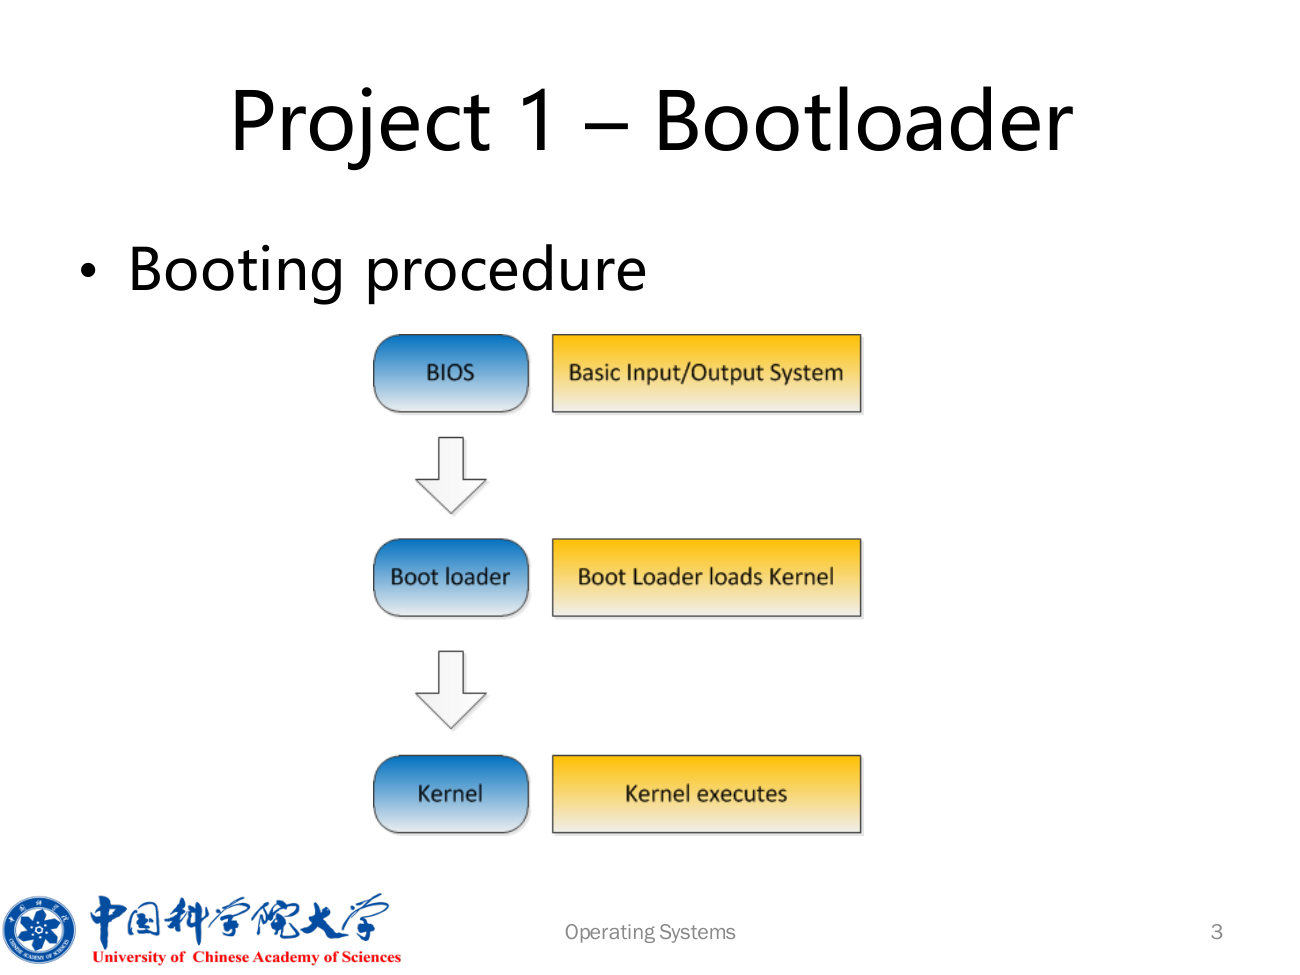 Project 1 – Bootloader
• Booting procedure
BIOS
Basic Input/Output System
Boot loader
Boot Loader loads Kernel
Kernel
Kernel executes
中国科学院大学
University of Chinese Academy of Sciences
Operating Systems
3